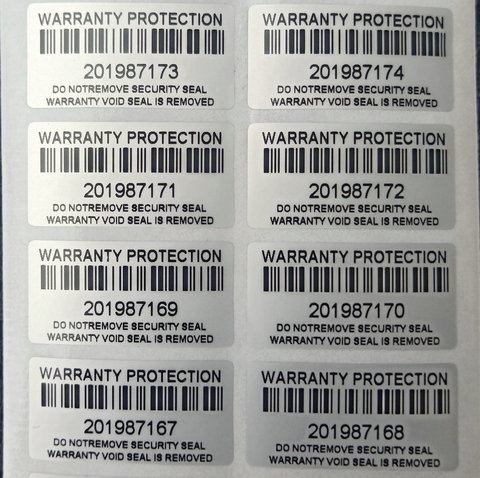 WARRANTY PROTECTION
201987173
DO NOTREMOVE SECURITY SEAL
WARRANTY VOID SEAL IS REMOVED
WARRANTY PROTECTION
201987174
DO NOTREMOVE SECURITY SEAL
WARRANTY VOID SEAL IS REMOVED
WARRANTY PROTECTION
201987171
DO NOTREMOVE SECURITY SEAL
WARRANTY VOID SEAL IS REMOVED
WARRANTY PROTECTION
201987172
DO NOTREMOVE SECURITY SEAL
WARRANTY VOID SEAL IS REMOVED
WARRANTY PROTECTION
201987169
DO NOTREMOVE SECURITY SEAL
WARRANTY VOID SEAL IS REMOVED
WARRANTY PROTECTION
201987170
DO NOTREMOVE SECURITY SEAL
WARRANTY VOID SEAL IS REMOVED
WARRANTY PROTECTION
201987167
DO NOTREMOVE SECURITY SEAL
WARRANTY VOID SEAL IS REMOVED
WARRANTY PROTECTION
201987168
DO NOTREMOVE SECURITY SEAL
WARRANTY VOID SEAL IS REMOVED